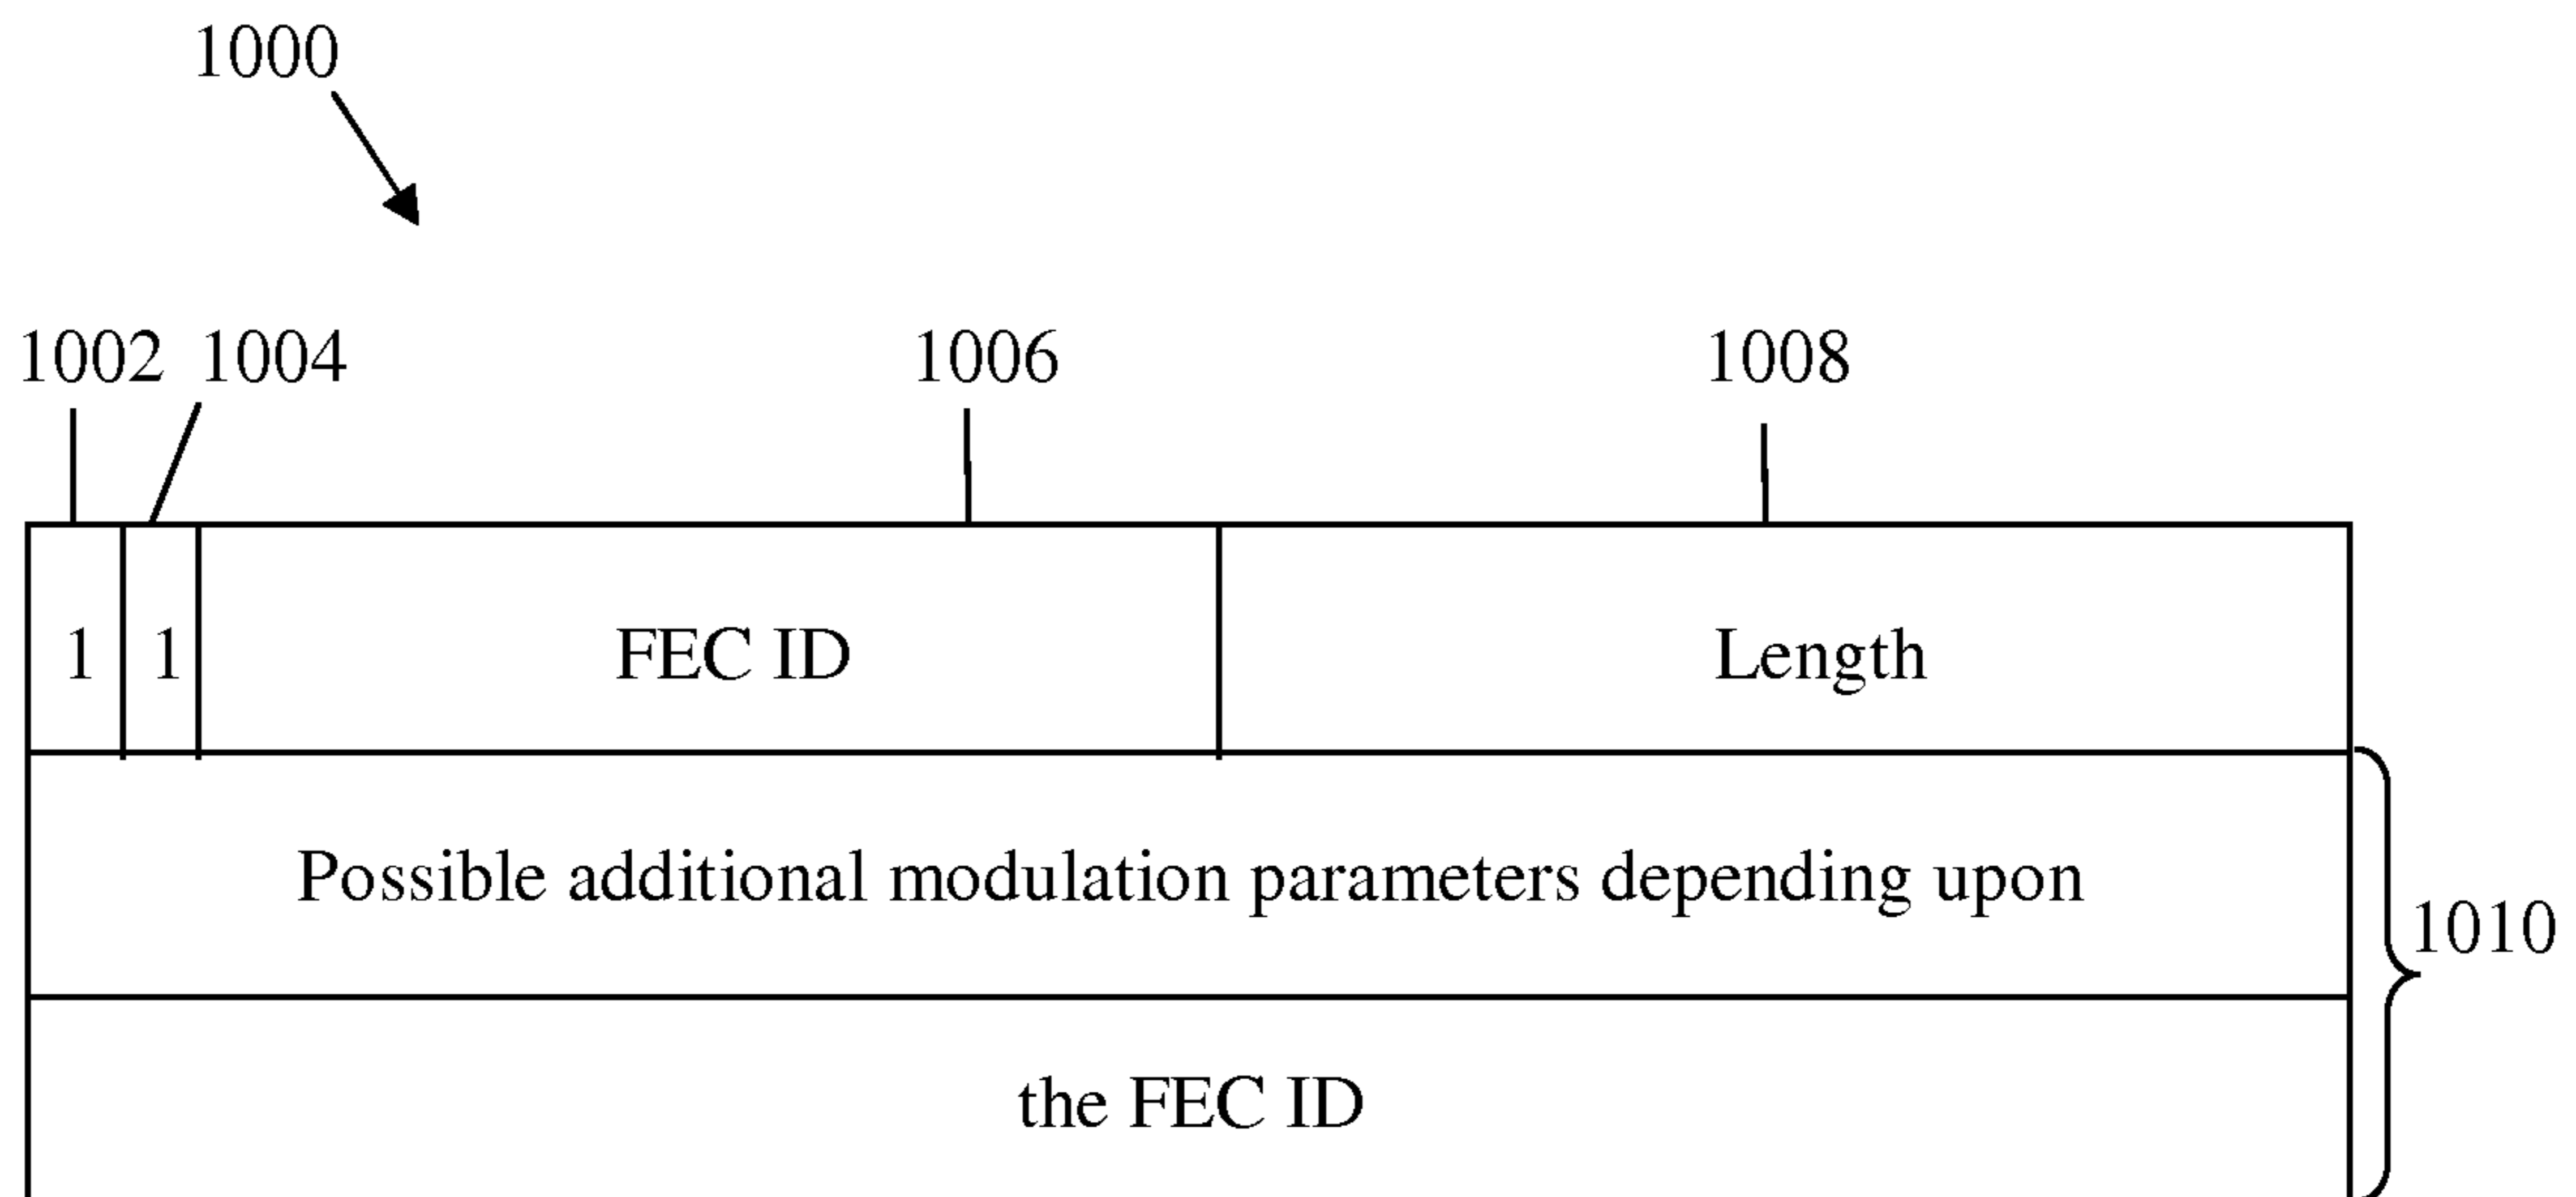 1000
1002 1004 1006 1008
1 1 FEC ID Length
Possible additional modulation parameters depending upon
1010
the FEC ID